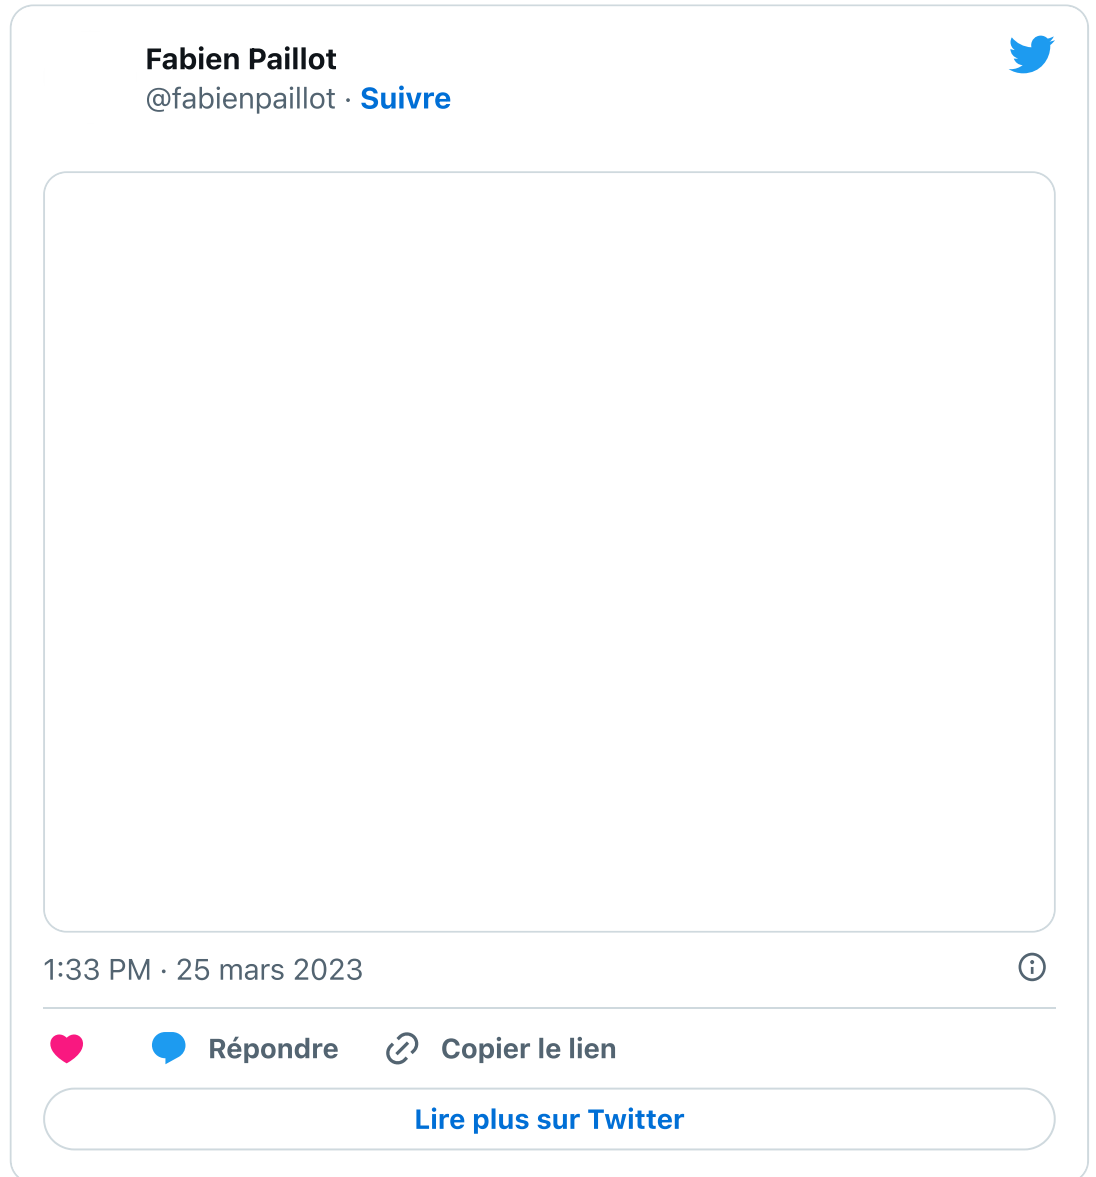 Fabien Paillot
@fabienpaillot · Suivre
1:33 PM · 25 mars 2023
Répondre
Copier le lien
Lire plus sur Twitter